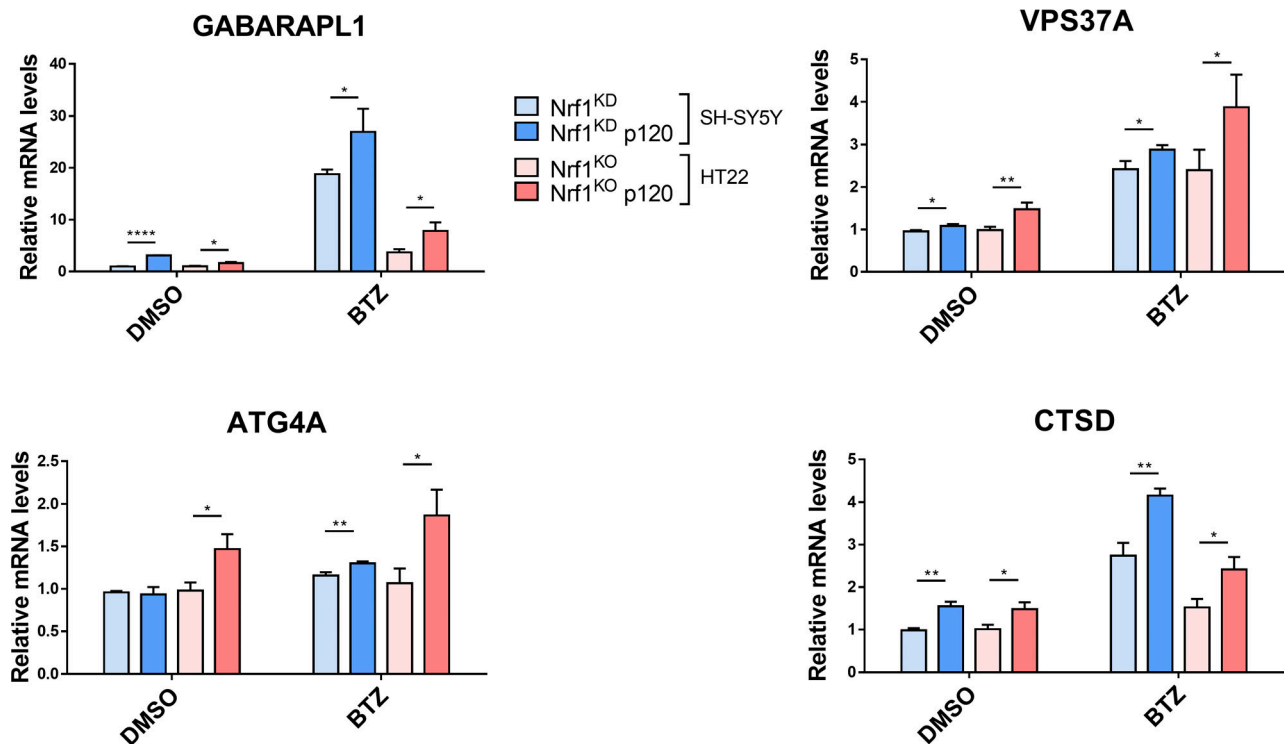 GABARAPL1
Relative mRNA levels
40
30
20
10
0
****
*
*
*
DMSO
BTZ
Nrf1KD
Nrf1KD p120
SH-SY5Y
Nrf1KO
Nrf1KO p120
HT22
VPS37A
Relative mRNA levels
5
4
3
2
1
0
*
**
*
*
DMSO
BTZ
ATG4A
Relative mRNA levels
2.5
2.0
1.5
1.0
0.5
0.0
*
**
*
DMSO
BTZ
CTSD
Relative mRNA levels
5
4
3
2
1
0
**
*
**
*
DMSO
BTZ